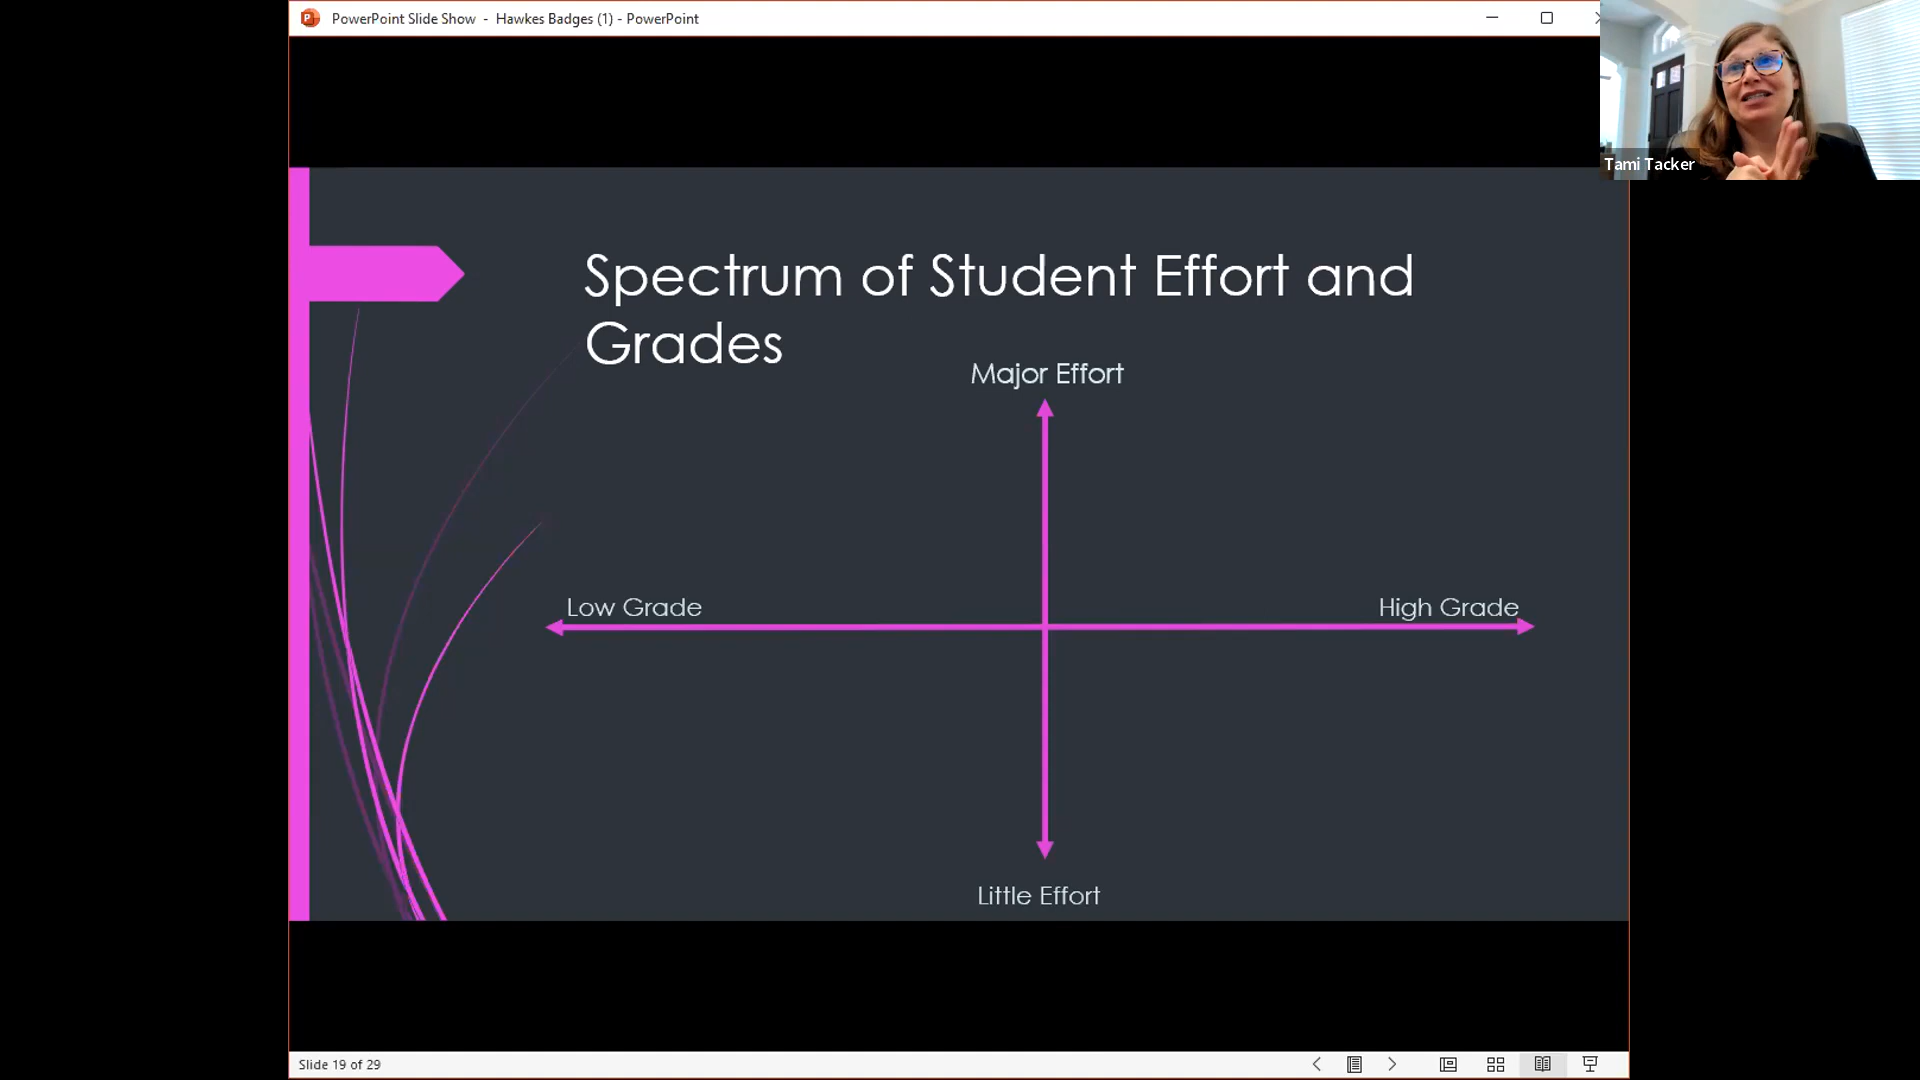 PowerPoint Slide Show - Hawkes Badges (1) - PowerPoint
Tami Tacker
Spectrum of Student Effort and
Grades
Major Effort
Low Grade
High Grade
Little Effort
Slide 19 of 29